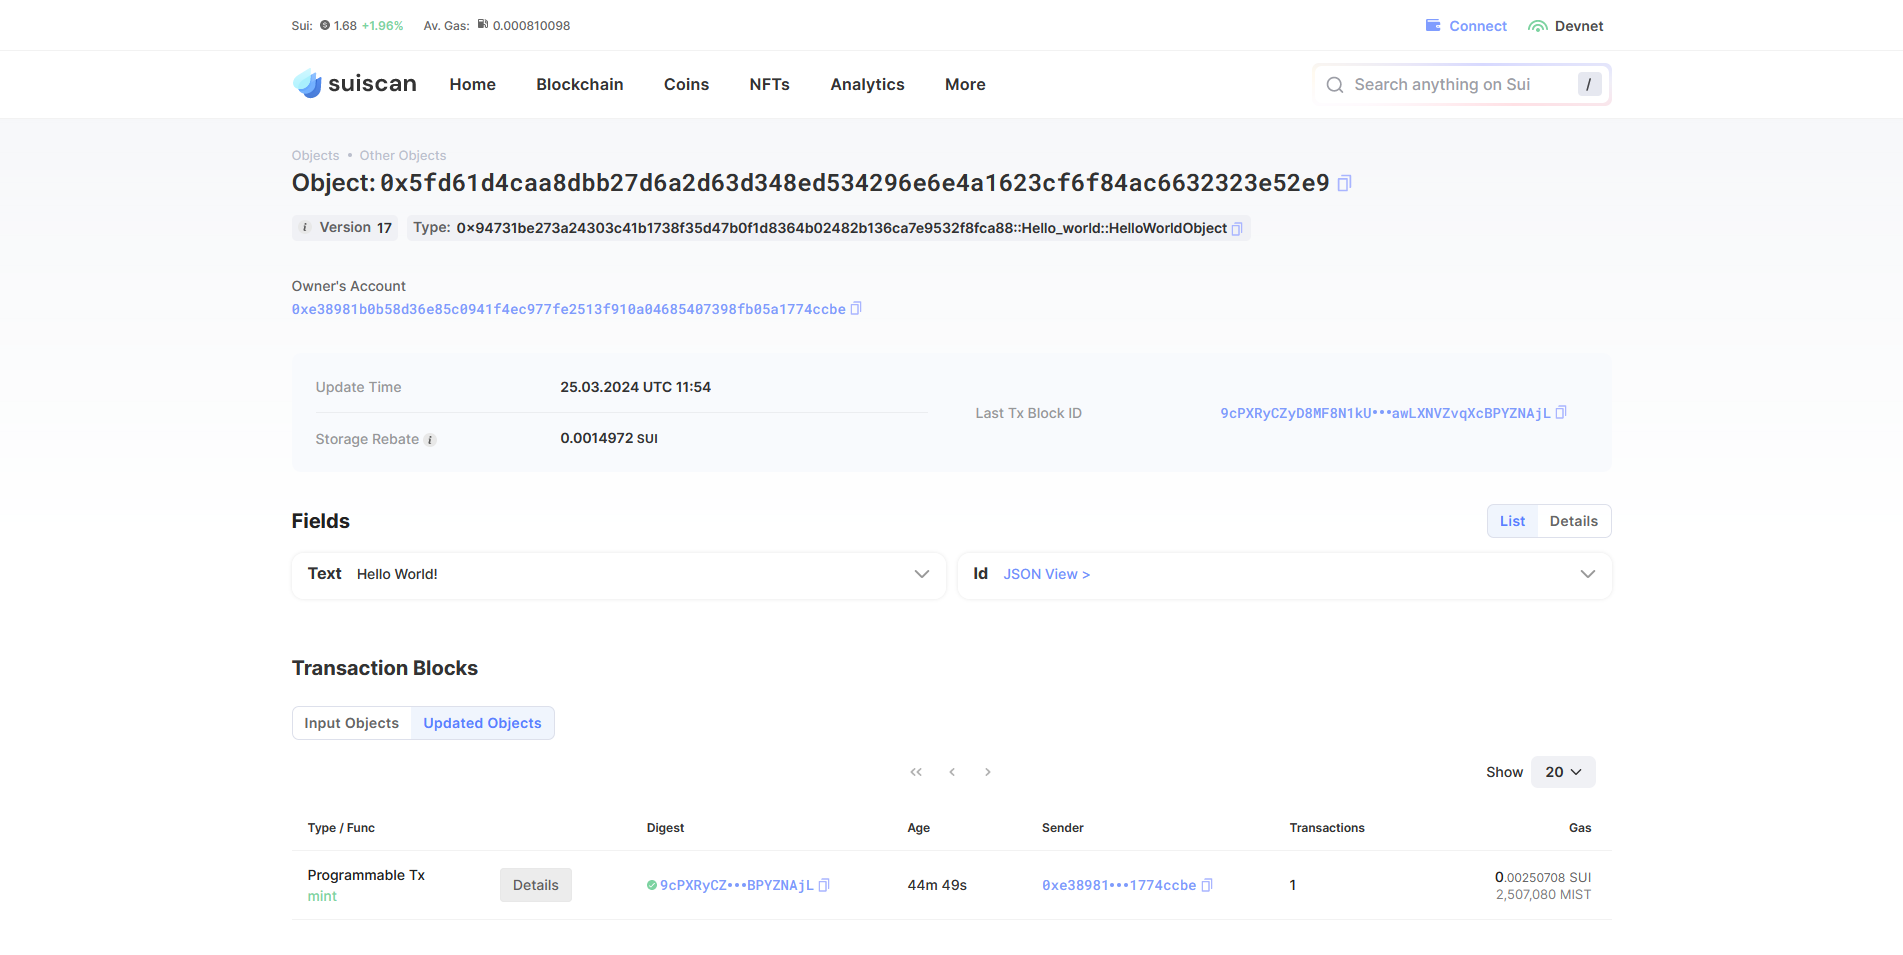 Sui: 1.68 +1.96% Av. Gas: 0.000810098 Connect Devnet
suiscan Home Blockchain Coins NFTs Analytics More Search anything on Sui /
Objects • Other Objects
Object: 0x5fd61d4caa8dbb27d6a2d63d348ed534296e6e4a1623cf6f84ac6632323e52e9
i Version 17 Type: 0x94731be273a24303c41b1738f35d47b0f1d8364b02482b136ca7e9532f8fca88::Hello_world::HelloWorldObject
Owner's Account
0xe38981b0b58d36e85c0941f4ec977fe2513f910a04685407398fb05a1774ccbe
Update Time 25.03.2024 UTC 11:54
Last Tx Block ID 9cPXRyCZyD8MF8N1kU•••awLXNVZvqXcBPYZNAjL
Storage Rebate i 0.0014972 SUI
Fields List Details
Text Hello World! Id JSON View >
Transaction Blocks
Input Objects Updated Objects
<< < > Show 20
Type / Func Digest Age Sender Transactions Gas
Programmable Tx Details 9cPXRyCZ•••BPYZNAjL 44m 49s 0xe38981•••1774ccbe 1 0.00250708 SUI
mint 2,507,080 MIST